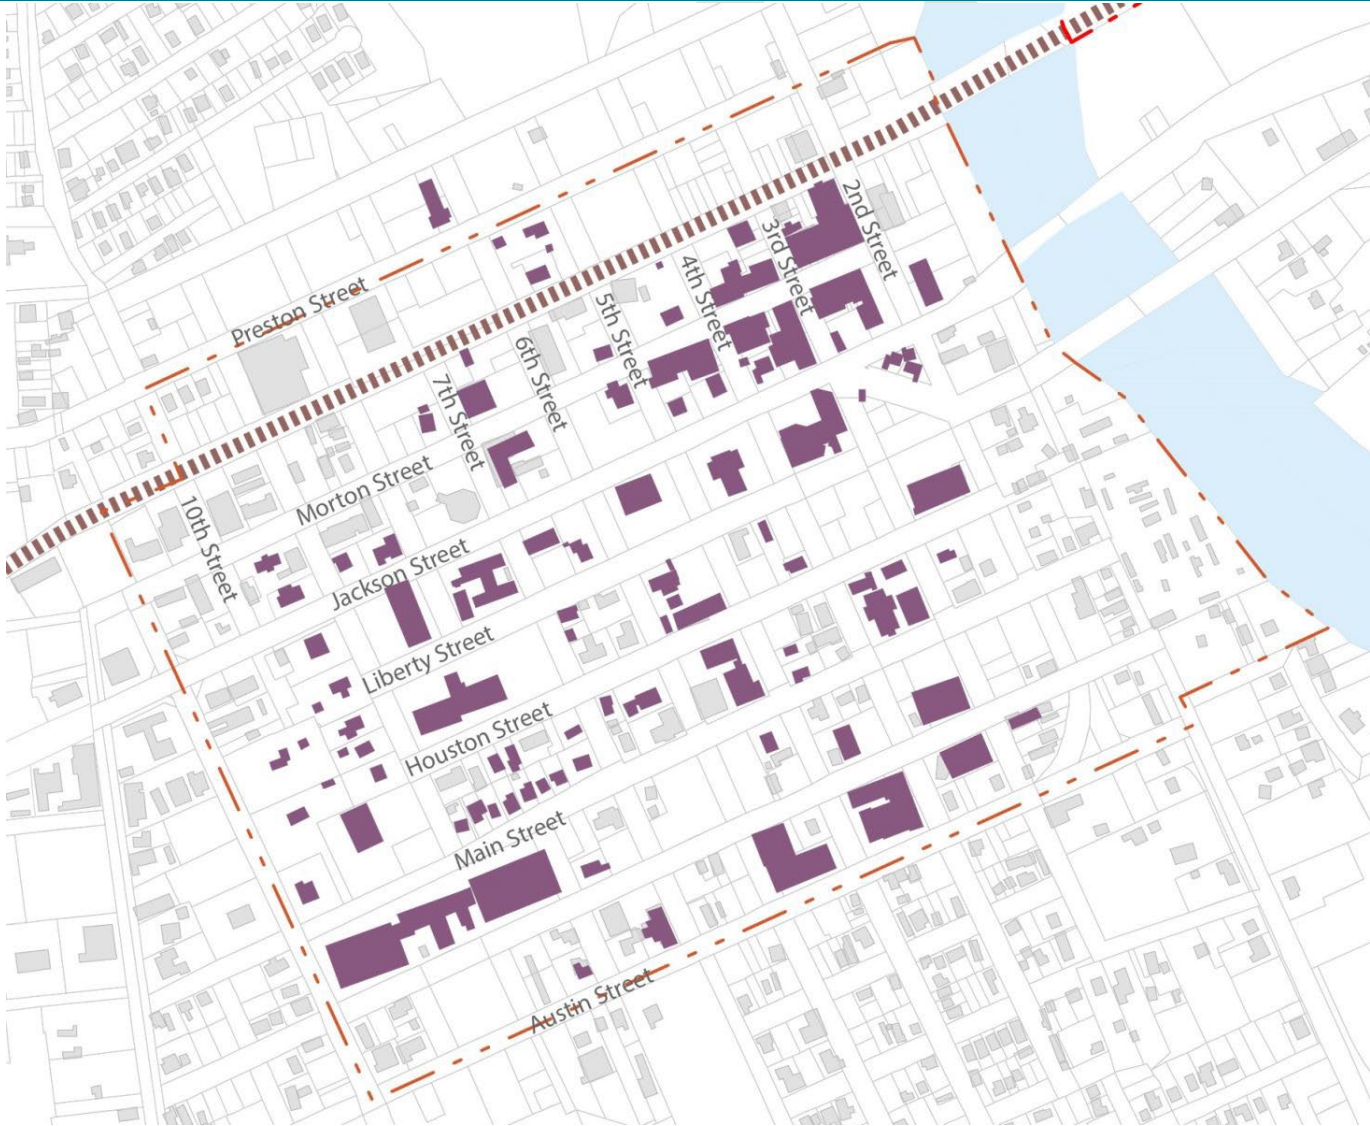 2nd Street
3rd Street
4th Street
Preston Street
5th Street
6th Street
7th Street
Morton Street
10th Street
Jackson Street
Liberty Street
Houston Street
Main Street
Austin Street